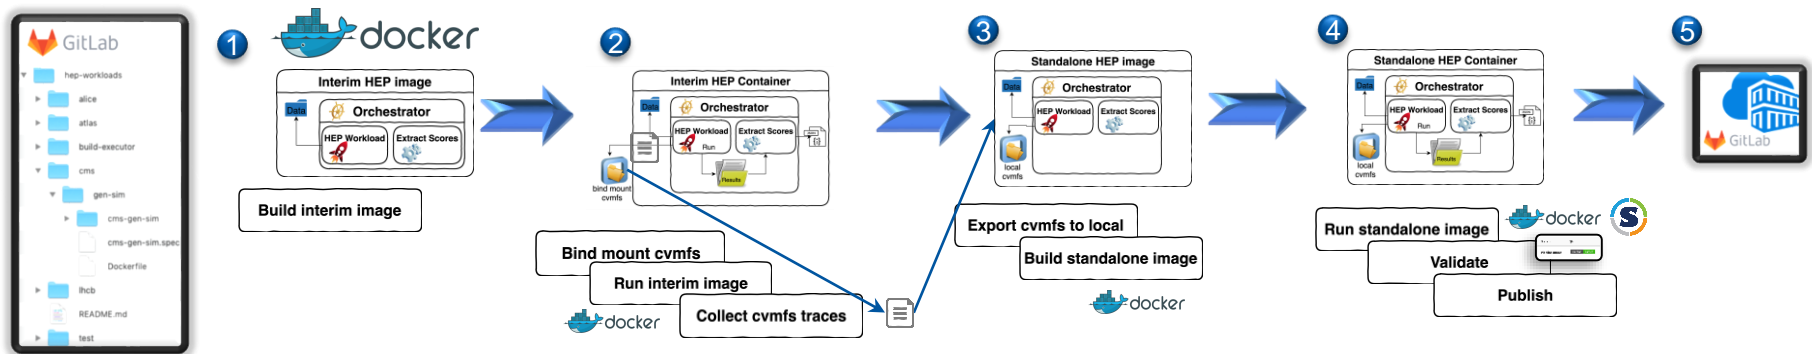 GitLab
hep-workloads
alice
atlas
build-executor
cms
gen-sim
cms-gen-sim
cms-gen-sim.spec
Dockerfile
lhcb
README.md
test
1
docker
Interim HEP image
Data
Orchestrator
HEP Workload
Extract Scores
Build interim image
2
Interim HEP Container
Data
Orchestrator
HEP Workload
Extract Scores
Run
Results
bind mount
cvmfs
Bind mount cvmfs
Run interim image
Collect cvmfs traces
docker
3
Standalone HEP image
Data
Orchestrator
HEP Workload
Extract Scores
local
cvmfs
Export cvmfs to local
Build standalone image
docker
4
Standalone HEP Container
Data
Orchestrator
HEP Workload
Extract Scores
Run
Results
local
cvmfs
Run standalone image
docker
S
Validate
Publish
5
GitLab